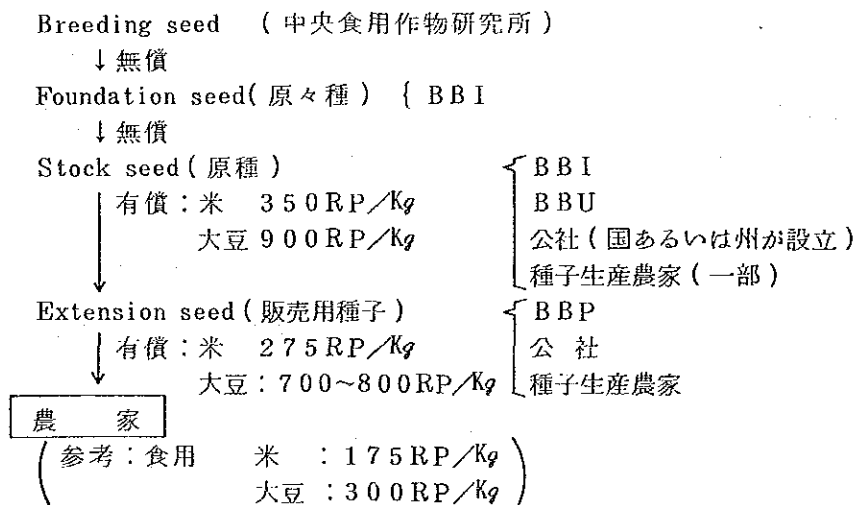 Breeding seed (中央食用作物研究所)
↓無償
Foundation seed(原々種) { BBI
↓無償
Stock seed(原種) { BBI
有償：米 350RP/Kg BBU
大豆 900RP/Kg 公社(国あるいは州が設立)
種子生産農家(一部)
Extension seed(販売用種子) { BBP
有償：米 275RP/Kg 公社
大豆：700~800RP/Kg 種子生産農家
農家
(参考：食用 米 ：175RP/Kg
大豆 ：300RP/Kg)